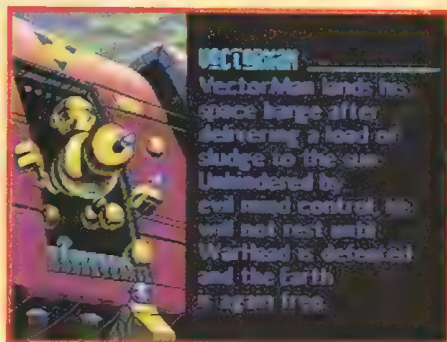 VECTORMAN
VectorMan lands his
space barge after
delivering a load of
sludge to the sun.
Unhindered by
evil mind control, he
will not rest until
Warhead is defeated
and the Earth
is again free.